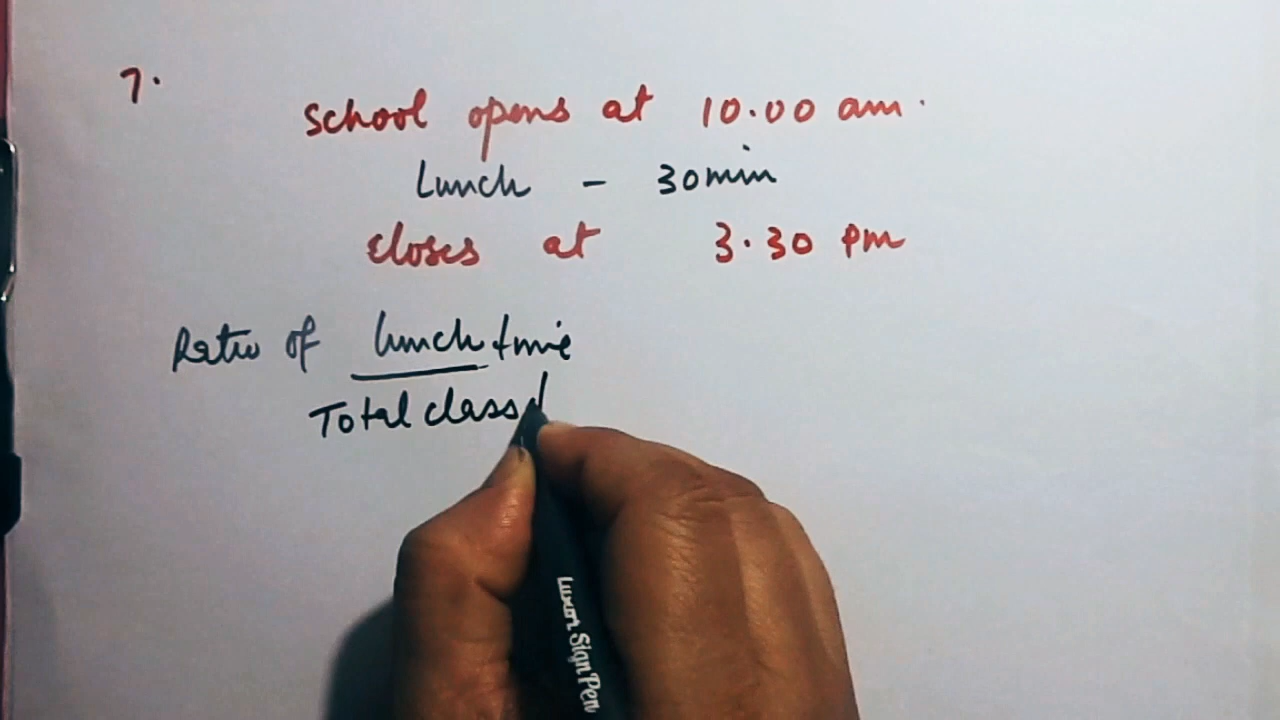 7.
School opens at 10.00 am.
Lunch - 30min
closes at 3.30 pm
Ratio of lunch time
Total class
Luxor Sign Pen